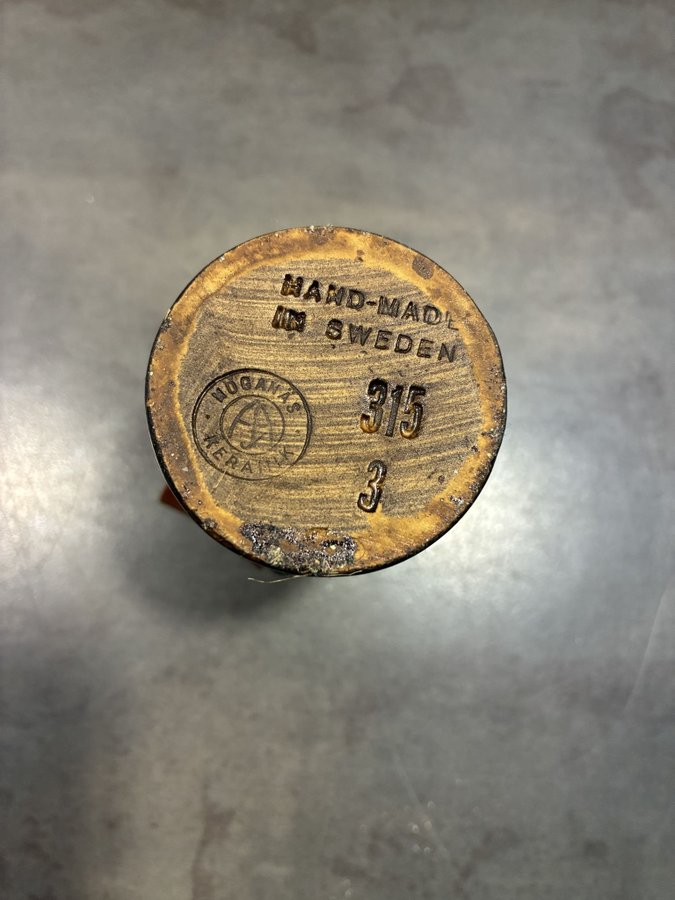 HAND-MADE
IN SWEDEN
315
3
HÖGANÄS
KERAMIK